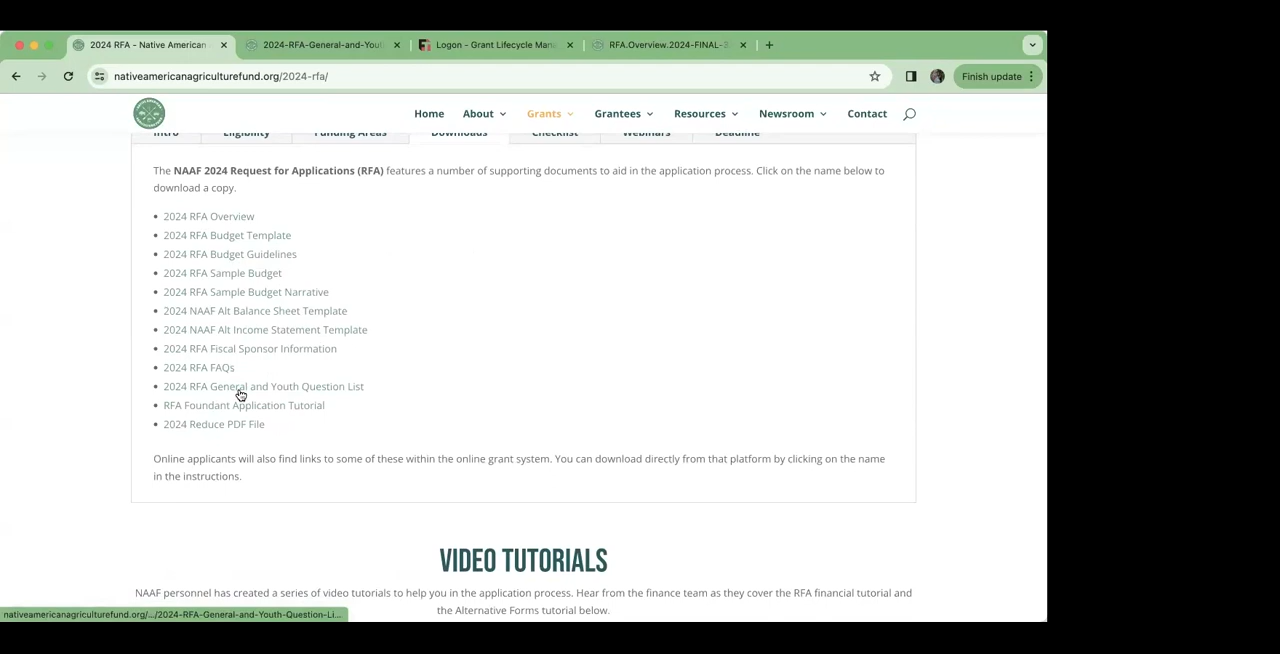 2024 RFA - Native American
2024-RFA-General-and-Yout
Logon - Grant Lifecycle Man
RFA.Overview.2024-FINAL-
nativeamericanagriculturefund.org/2024-rfa/
Finish update
Home
About
Grants
Grantees
Resources
Newsroom
Contact
Intro
Eligibility
Funding Areas
Downloads
Checklist
Webinars
Deadline
The NAAF 2024 Request for Applications (RFA) features a number of supporting documents to aid in the application process. Click on the name below to
download a copy.
• 2024 RFA Overview
• 2024 RFA Budget Template
• 2024 RFA Budget Guidelines
• 2024 RFA Sample Budget
• 2024 RFA Sample Budget Narrative
• 2024 NAAF Alt Balance Sheet Template
• 2024 NAAF Alt Income Statement Template
• 2024 RFA Fiscal Sponsor Information
• 2024 RFA FAQs
• 2024 RFA General and Youth Question List
• RFA Foundant Application Tutorial
• 2024 Reduce PDF File
Online applicants will also find links to some of these within the online grant system. You can download directly from that platform by clicking on the name
in the instructions.
VIDEO TUTORIALS
NAAF personnel has created a series of video tutorials to help you in the application process. Hear from the finance team as they cover the RFA financial tutorial and
the Alternative Forms tutorial below.
nativeamericanagriculturefund.org/.../2024-RFA-General-and-Youth-Question-Li...